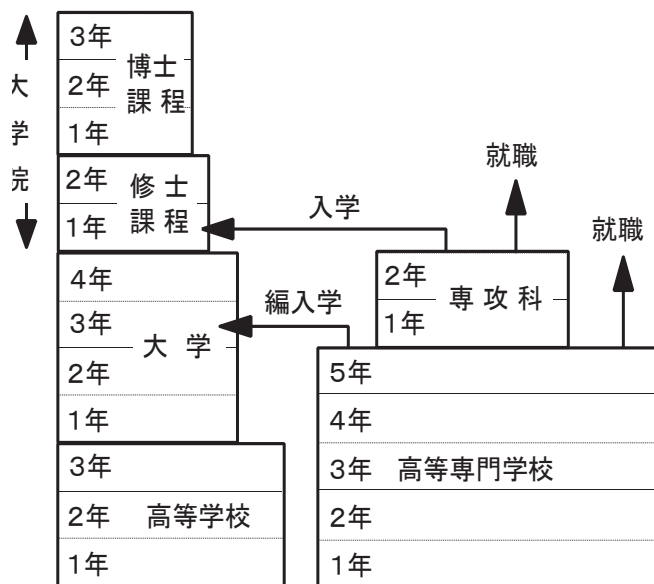 大学院
3年
2年
1年
博士
課程
2年
1年
修士
課程
入学
就職
就職
4年
3年
2年
1年
大学
編入学
2年
1年
専攻科
5年
4年
3年 高等専門学校
2年
1年
3年
2年 高等学校
1年